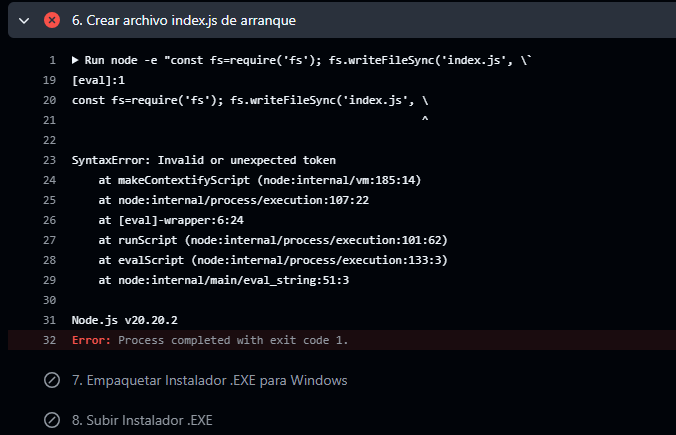 6. Crear archivo index.js de arranque
1 Run node -e "const fs=require('fs'); fs.writeFileSync('index.js', \`
19 [eval]:1
20 const fs=require('fs'); fs.writeFileSync('index.js', \
21 ^
22
23 SyntaxError: Invalid or unexpected token
24 at makeContextifyScript (node:internal/vm:185:14)
25 at node:internal/process/execution:107:22
26 at [eval]-wrapper:6:24
27 at runScript (node:internal/process/execution:101:62)
28 at evalScript (node:internal/process/execution:133:3)
29 at node:internal/main/eval_string:51:3
30
31 Node.js v20.20.2
32 Error: Process completed with exit code 1.
7. Empaquetar Instalador .EXE para Windows
8. Subir Instalador .EXE